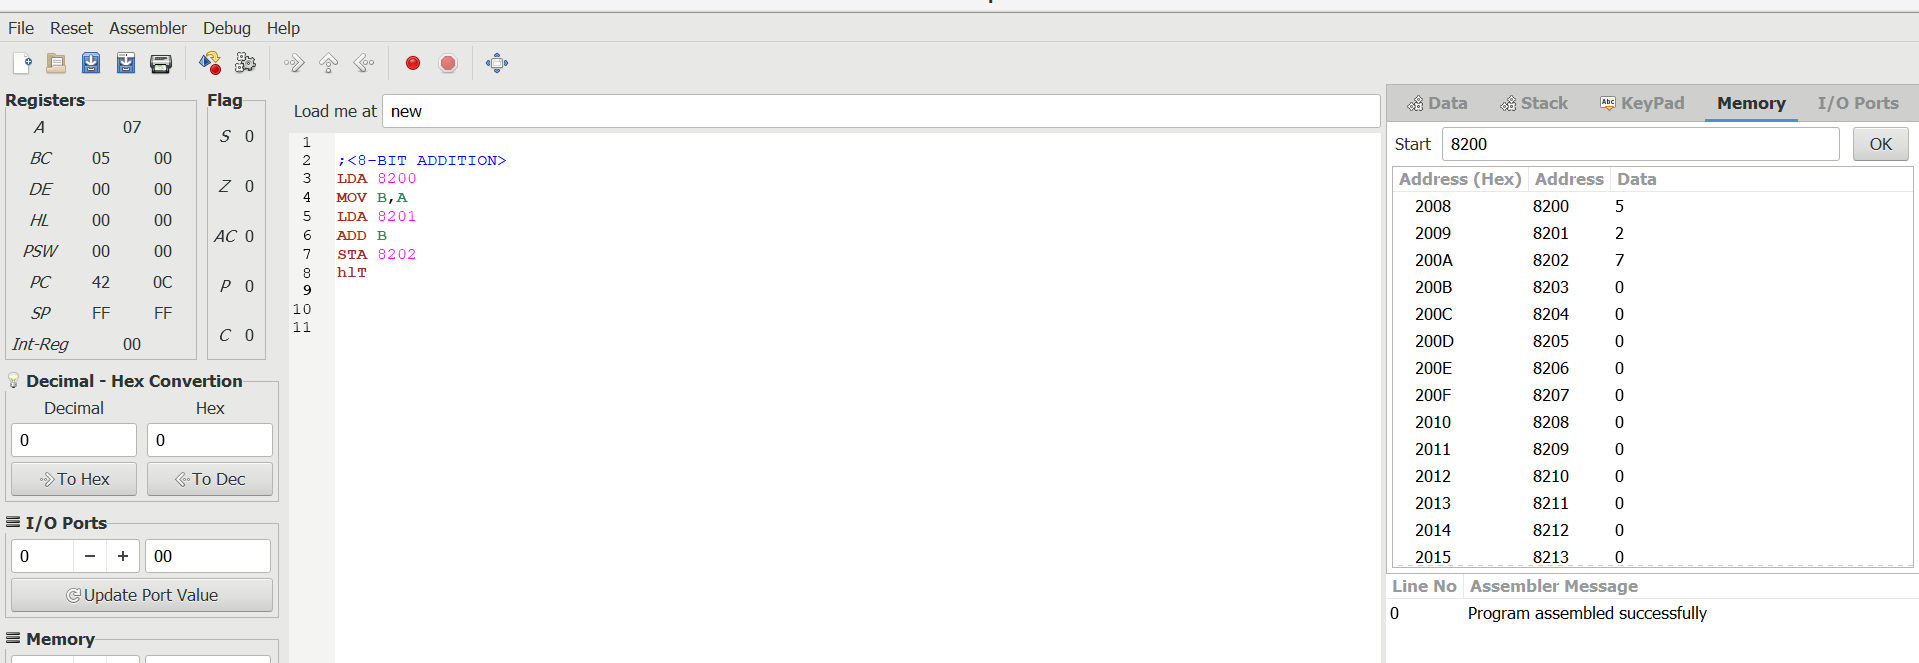 File Reset Assembler Debug Help
Registers
A 07
BC 05 00
DE 00 00
HL 00 00
PSW 00 00
PC 42 0C
SP FF FF
Int-Reg 00
Flag
S 0
Z 0
AC 0
P 0
C 0
Decimal - Hex Convertion
Decimal Hex
0 0
To Hex To Dec
I/O Ports
0 − + 00
Update Port Value
Memory
Load me at new
1
2 ;<8-BIT ADDITION>
3 LDA 8200
4 MOV B,A
5 LDA 8201
6 ADD B
7 STA 8202
8 hlT
9
10
11
Data Stack Abc KeyPad Memory I/O Ports
Start 8200 OK
Address (Hex) Address Data
2008 8200 5
2009 8201 2
200A 8202 7
200B 8203 0
200C 8204 0
200D 8205 0
200E 8206 0
200F 8207 0
2010 8208 0
2011 8209 0
2012 8210 0
2013 8211 0
2014 8212 0
2015 8213 0
Line No Assembler Message
0 Program assembled successfully